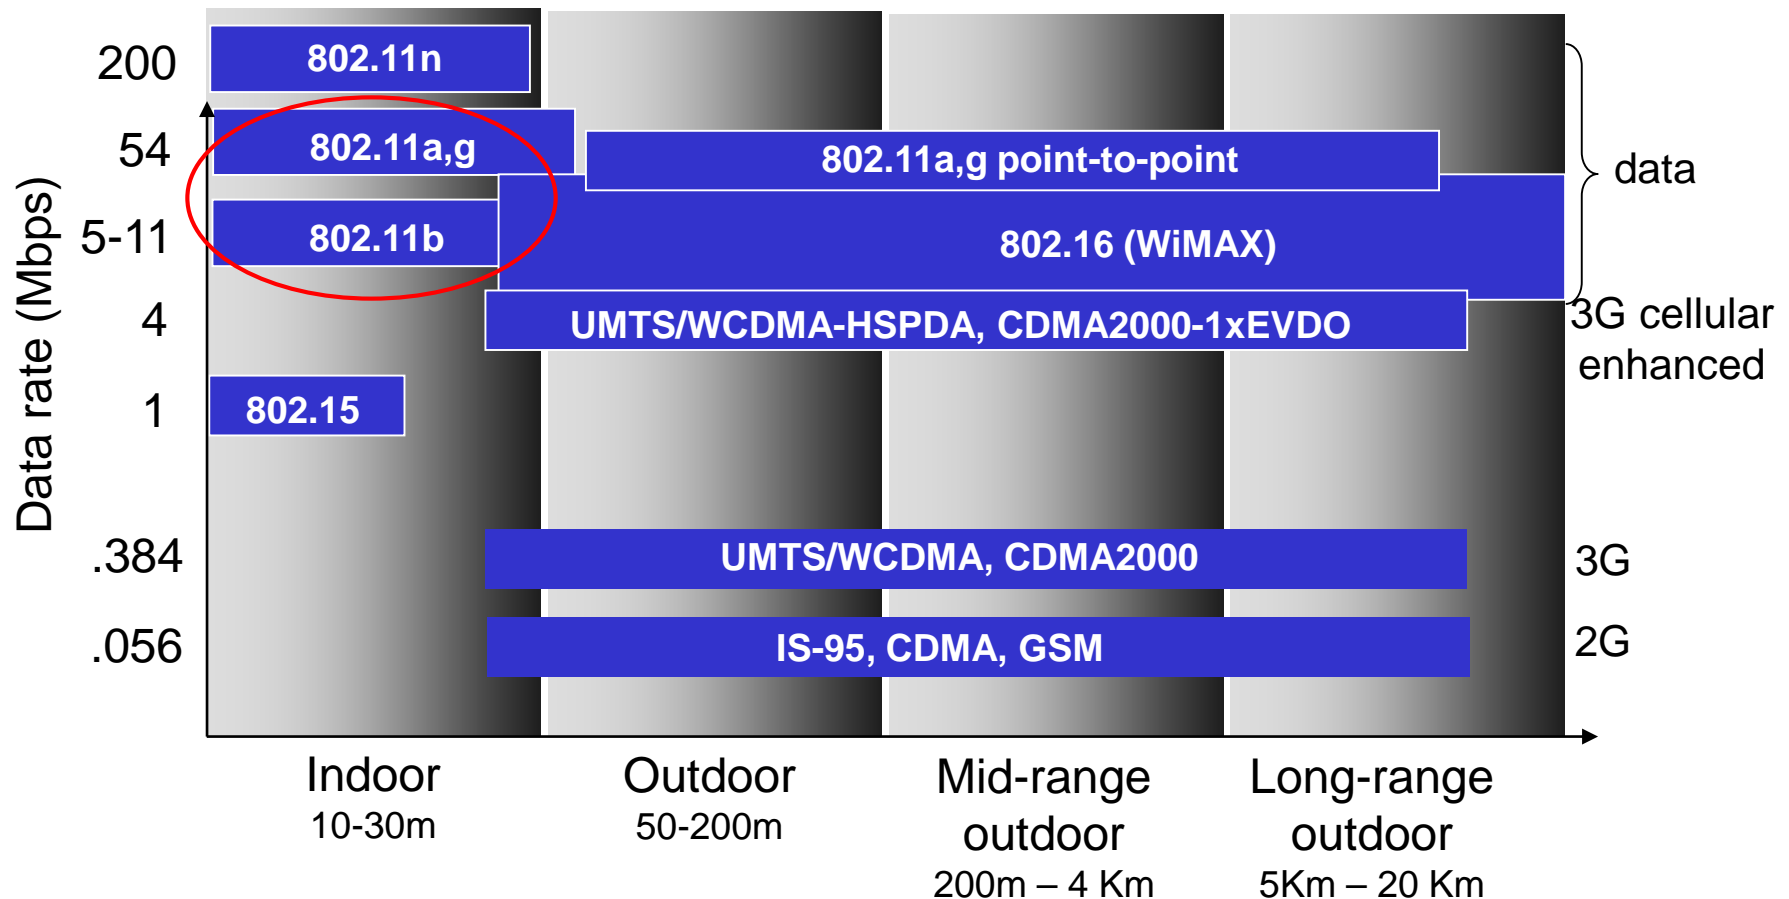 200
802.11n
54
802.11a,g
802.11a,g point-to-point
data
5-11
802.11b
802.16 (WiMAX)
4
UMTS/WCDMA-HSPDA, CDMA2000-1xEVDO
3G cellular
enhanced
1
802.15
.384
UMTS/WCDMA, CDMA2000
3G
.056
IS-95, CDMA, GSM
2G
Data rate (Mbps)
Indoor
10-30m
Outdoor
50-200m
Mid-range
outdoor
200m – 4 Km
Long-range
outdoor
5Km – 20 Km